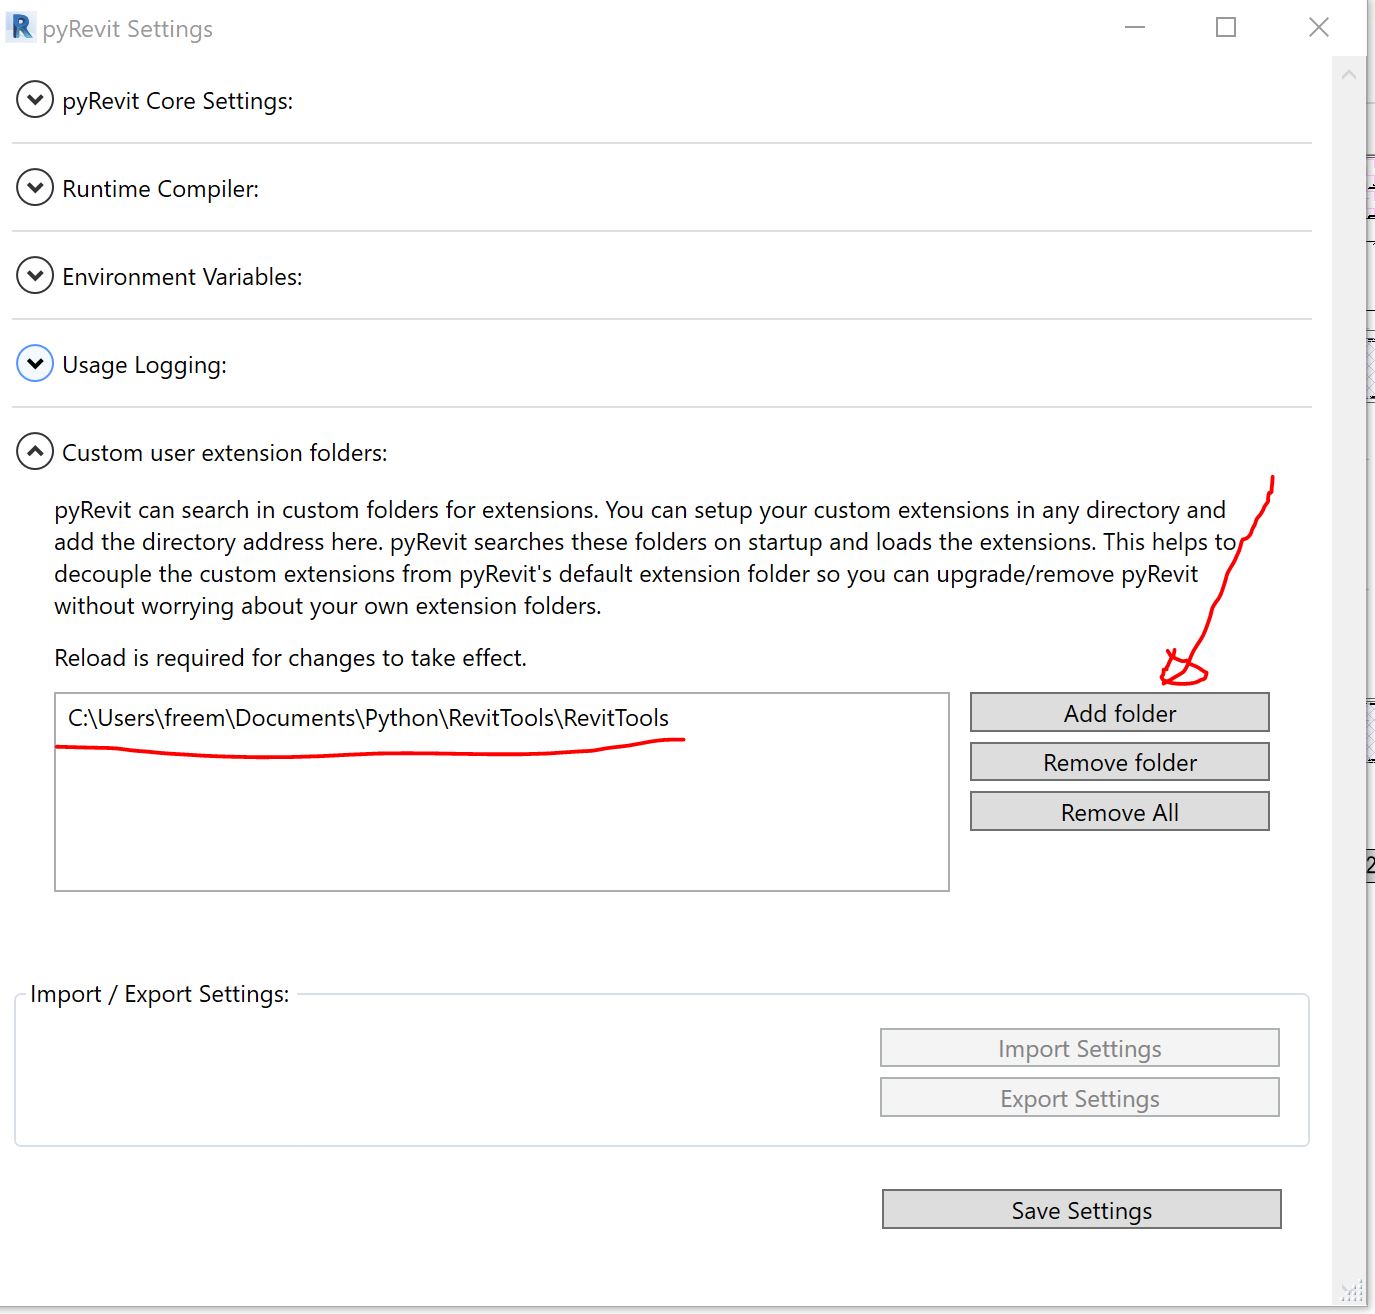 pyRevit Settings
pyRevit Core Settings:
Runtime Compiler:
Environment Variables:
Usage Logging:
Custom user extension folders:
pyRevit can search in custom folders for extensions. You can setup your custom extensions in any directory and
add the directory address here. pyRevit searches these folders on startup and loads the extensions. This helps to
decouple the custom extensions from pyRevit's default extension folder so you can upgrade/remove pyRevit
without worrying about your own extension folders.
Reload is required for changes to take effect.
C:\Users\freem\Documents\Python\RevitTools\RevitTools
Add folder
Remove folder
Remove All
Import / Export Settings:
Import Settings
Export Settings
Save Settings